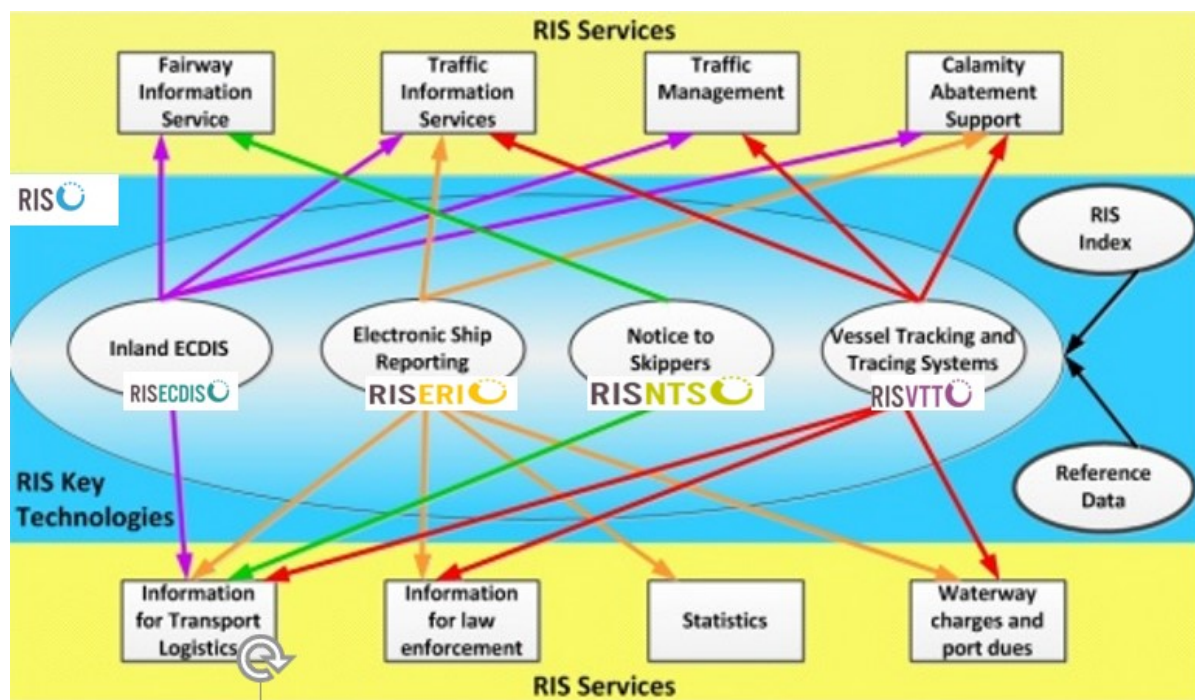 RIS Services
Fairway
Information
Service
Traffic
Information
Services
Traffic
Management
Calamity
Abatement
Support
RIS
RIS
Index
Inland ECDIS
Electronic Ship
Reporting
Notice to
Skippers
Vessel Tracking and
Tracing Systems
RISECDIS
RISERI
RISNTS
RISVTT
RIS Key
Technologies
Reference
Data
Information
for Transport
Logistics
Information
for law
enforcement
Statistics
Waterway
charges and
port dues
RIS Services